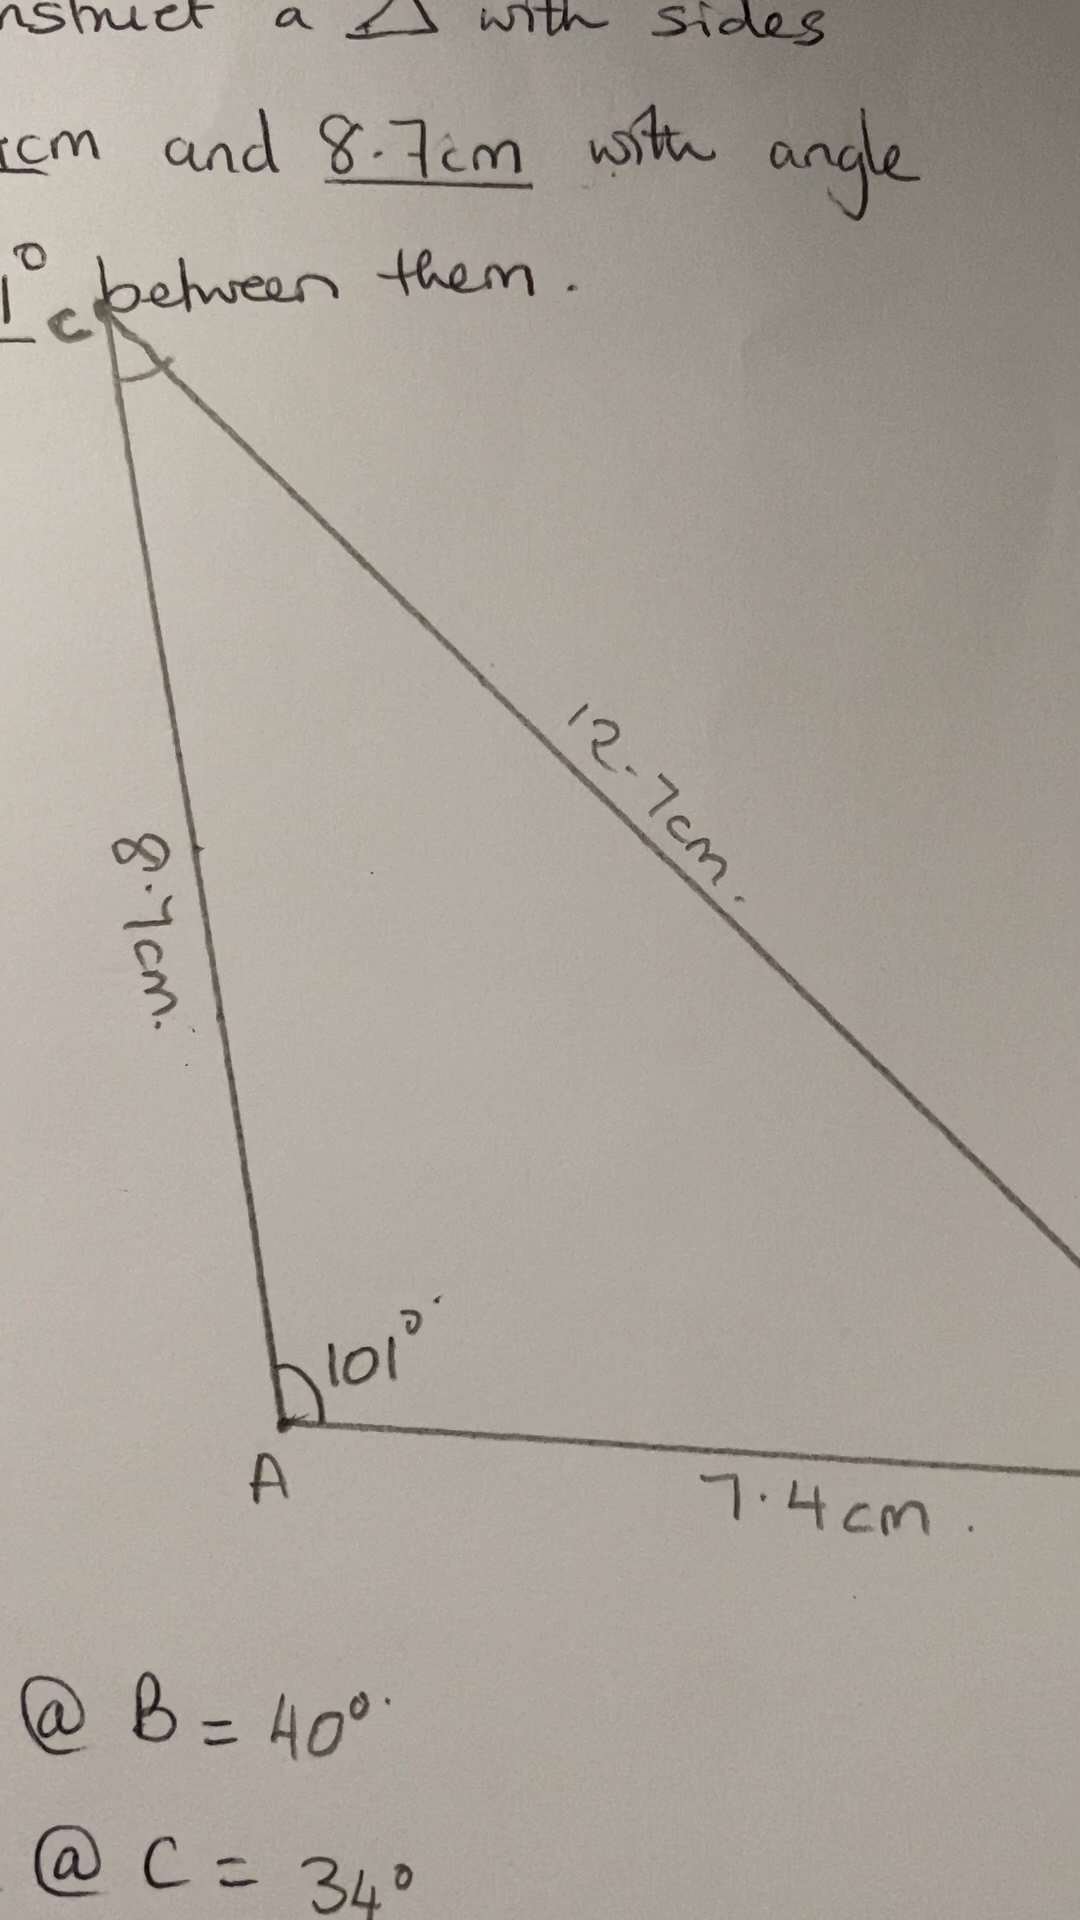 nstruct a △ with sides
cm and 8.7cm with angle
1° between them.
C
12.7cm.
8.7cm.
101°
A
7.4cm.
@ B = 40°
@ C = 34°